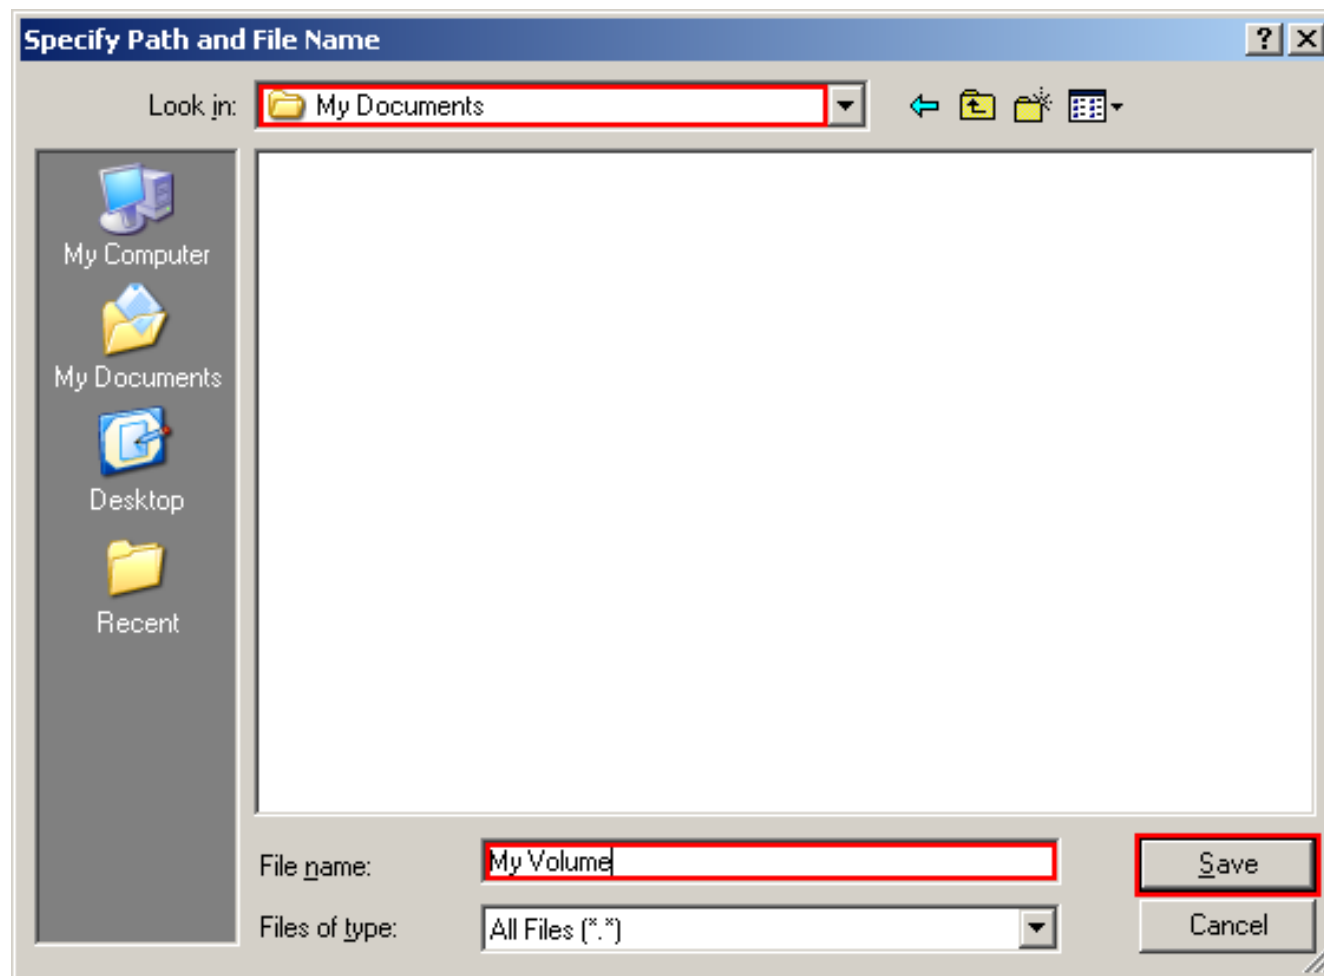 Specify Path and File Name
Look in:
My Documents
My Computer
My Documents
Desktop
Recent
File name:
My Volume
Save
Files of type:
All Files (*.*)
Cancel